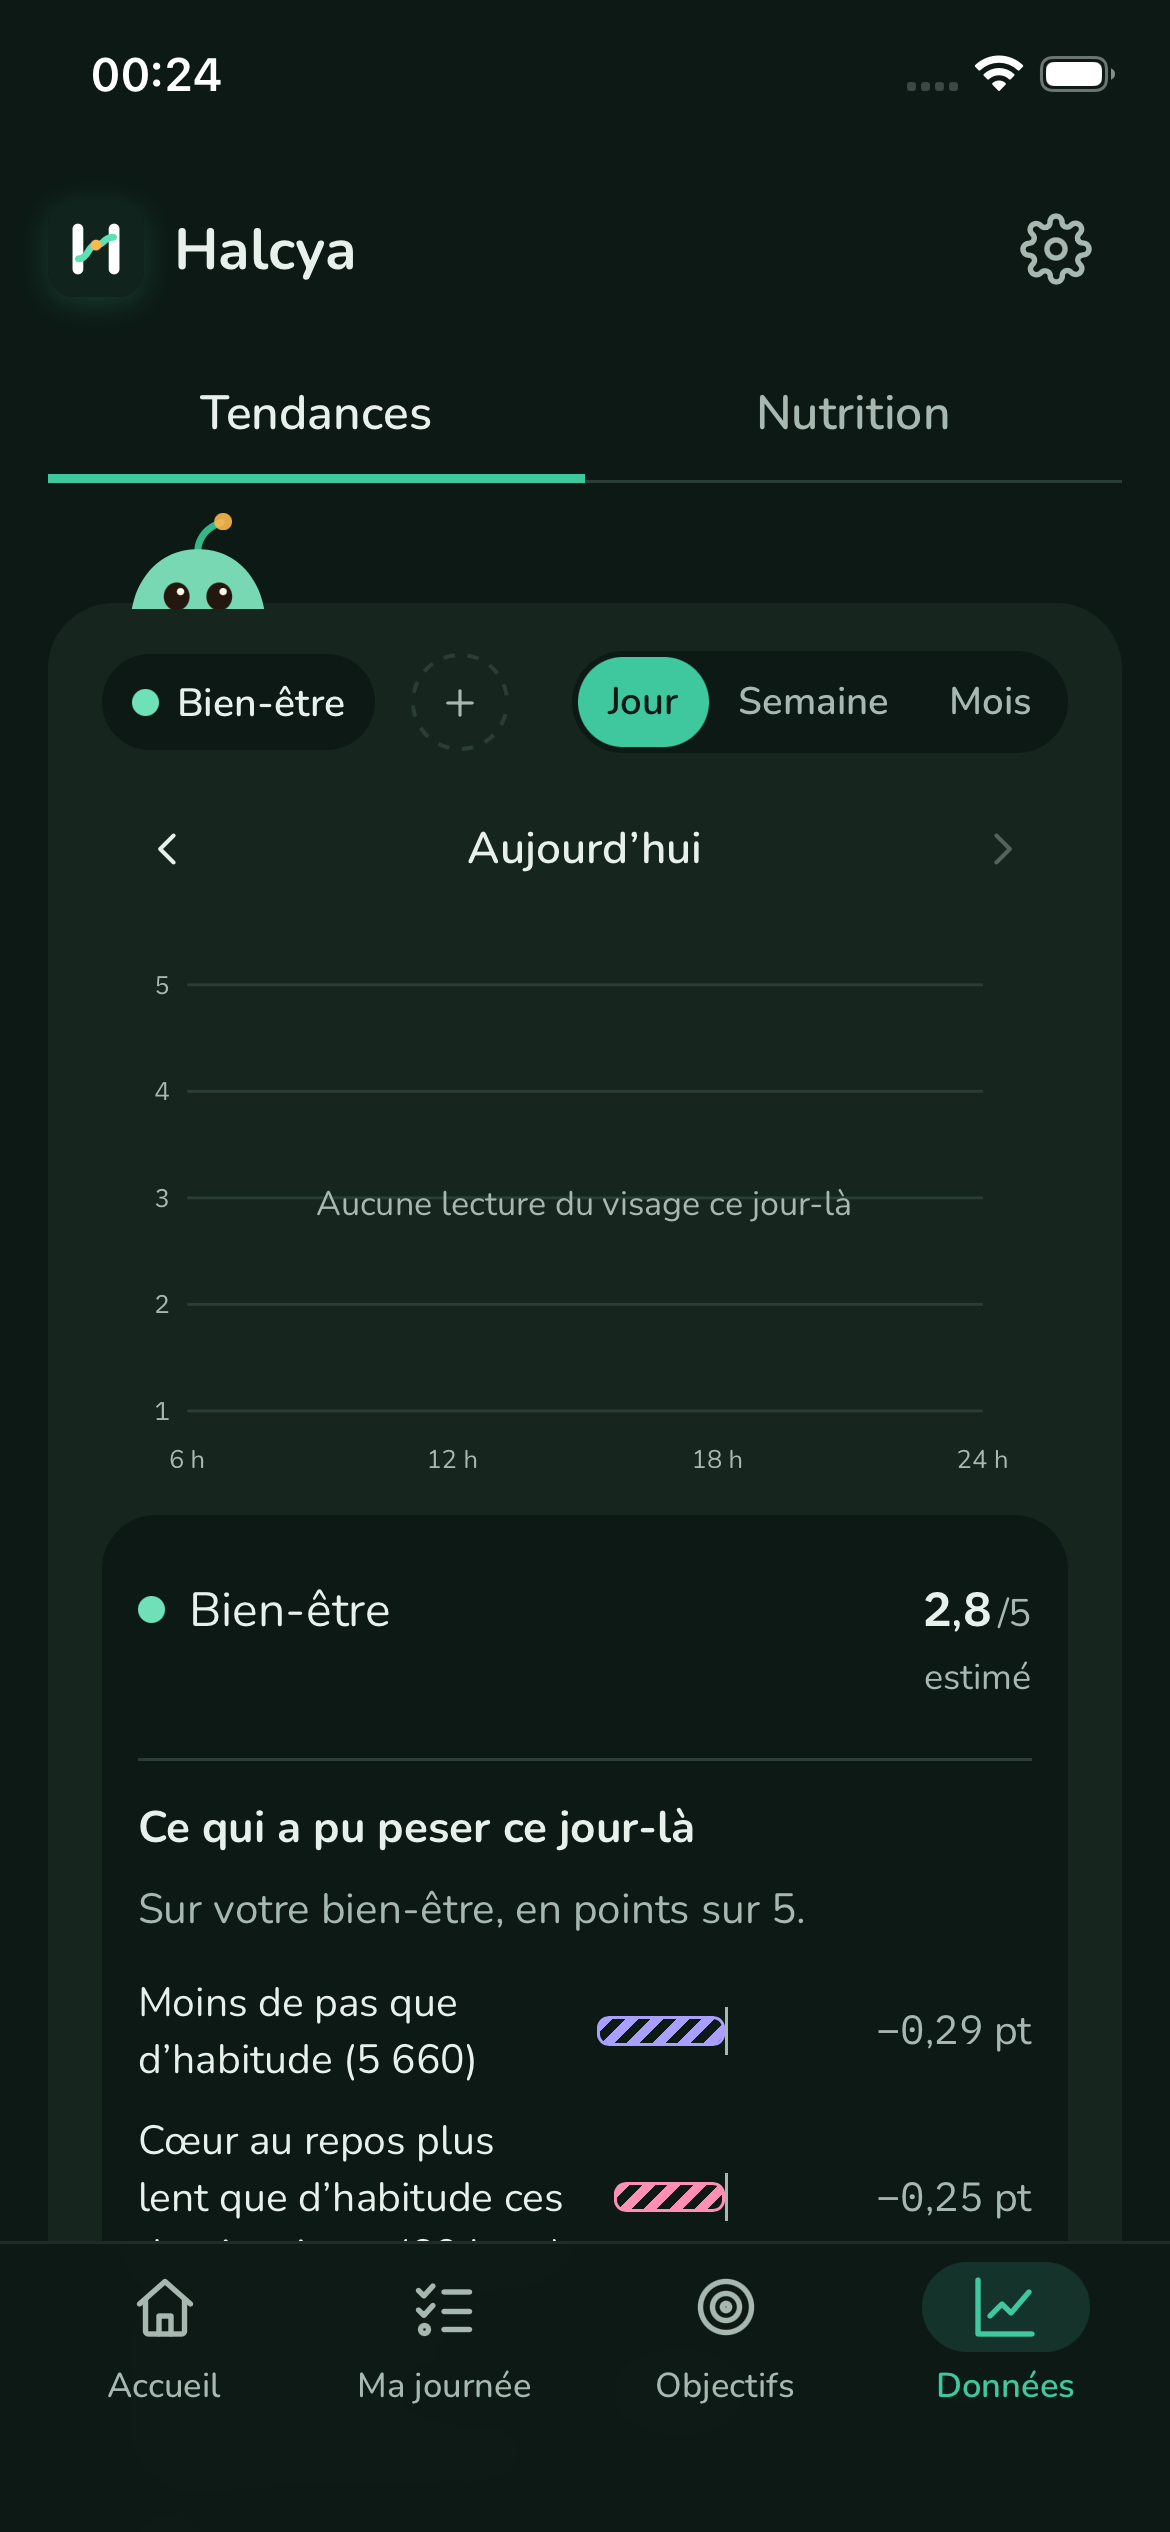 00:24
Halcya
Tendances
Nutrition
Bien-être
Jour
Semaine
Mois
Aujourd’hui
5
4
3
Aucune lecture du visage ce jour-là
2
1
6 h
12 h
18 h
24 h
Bien-être
2,8 /5
estimé
Ce qui a pu peser ce jour-là
Sur votre bien-être, en points sur 5.
Moins de pas que
d’habitude (5 660)
−0,29 pt
Cœur au repos plus
lent que d’habitude ces
−0,25 pt
Accueil
Ma journée
Objectifs
Données